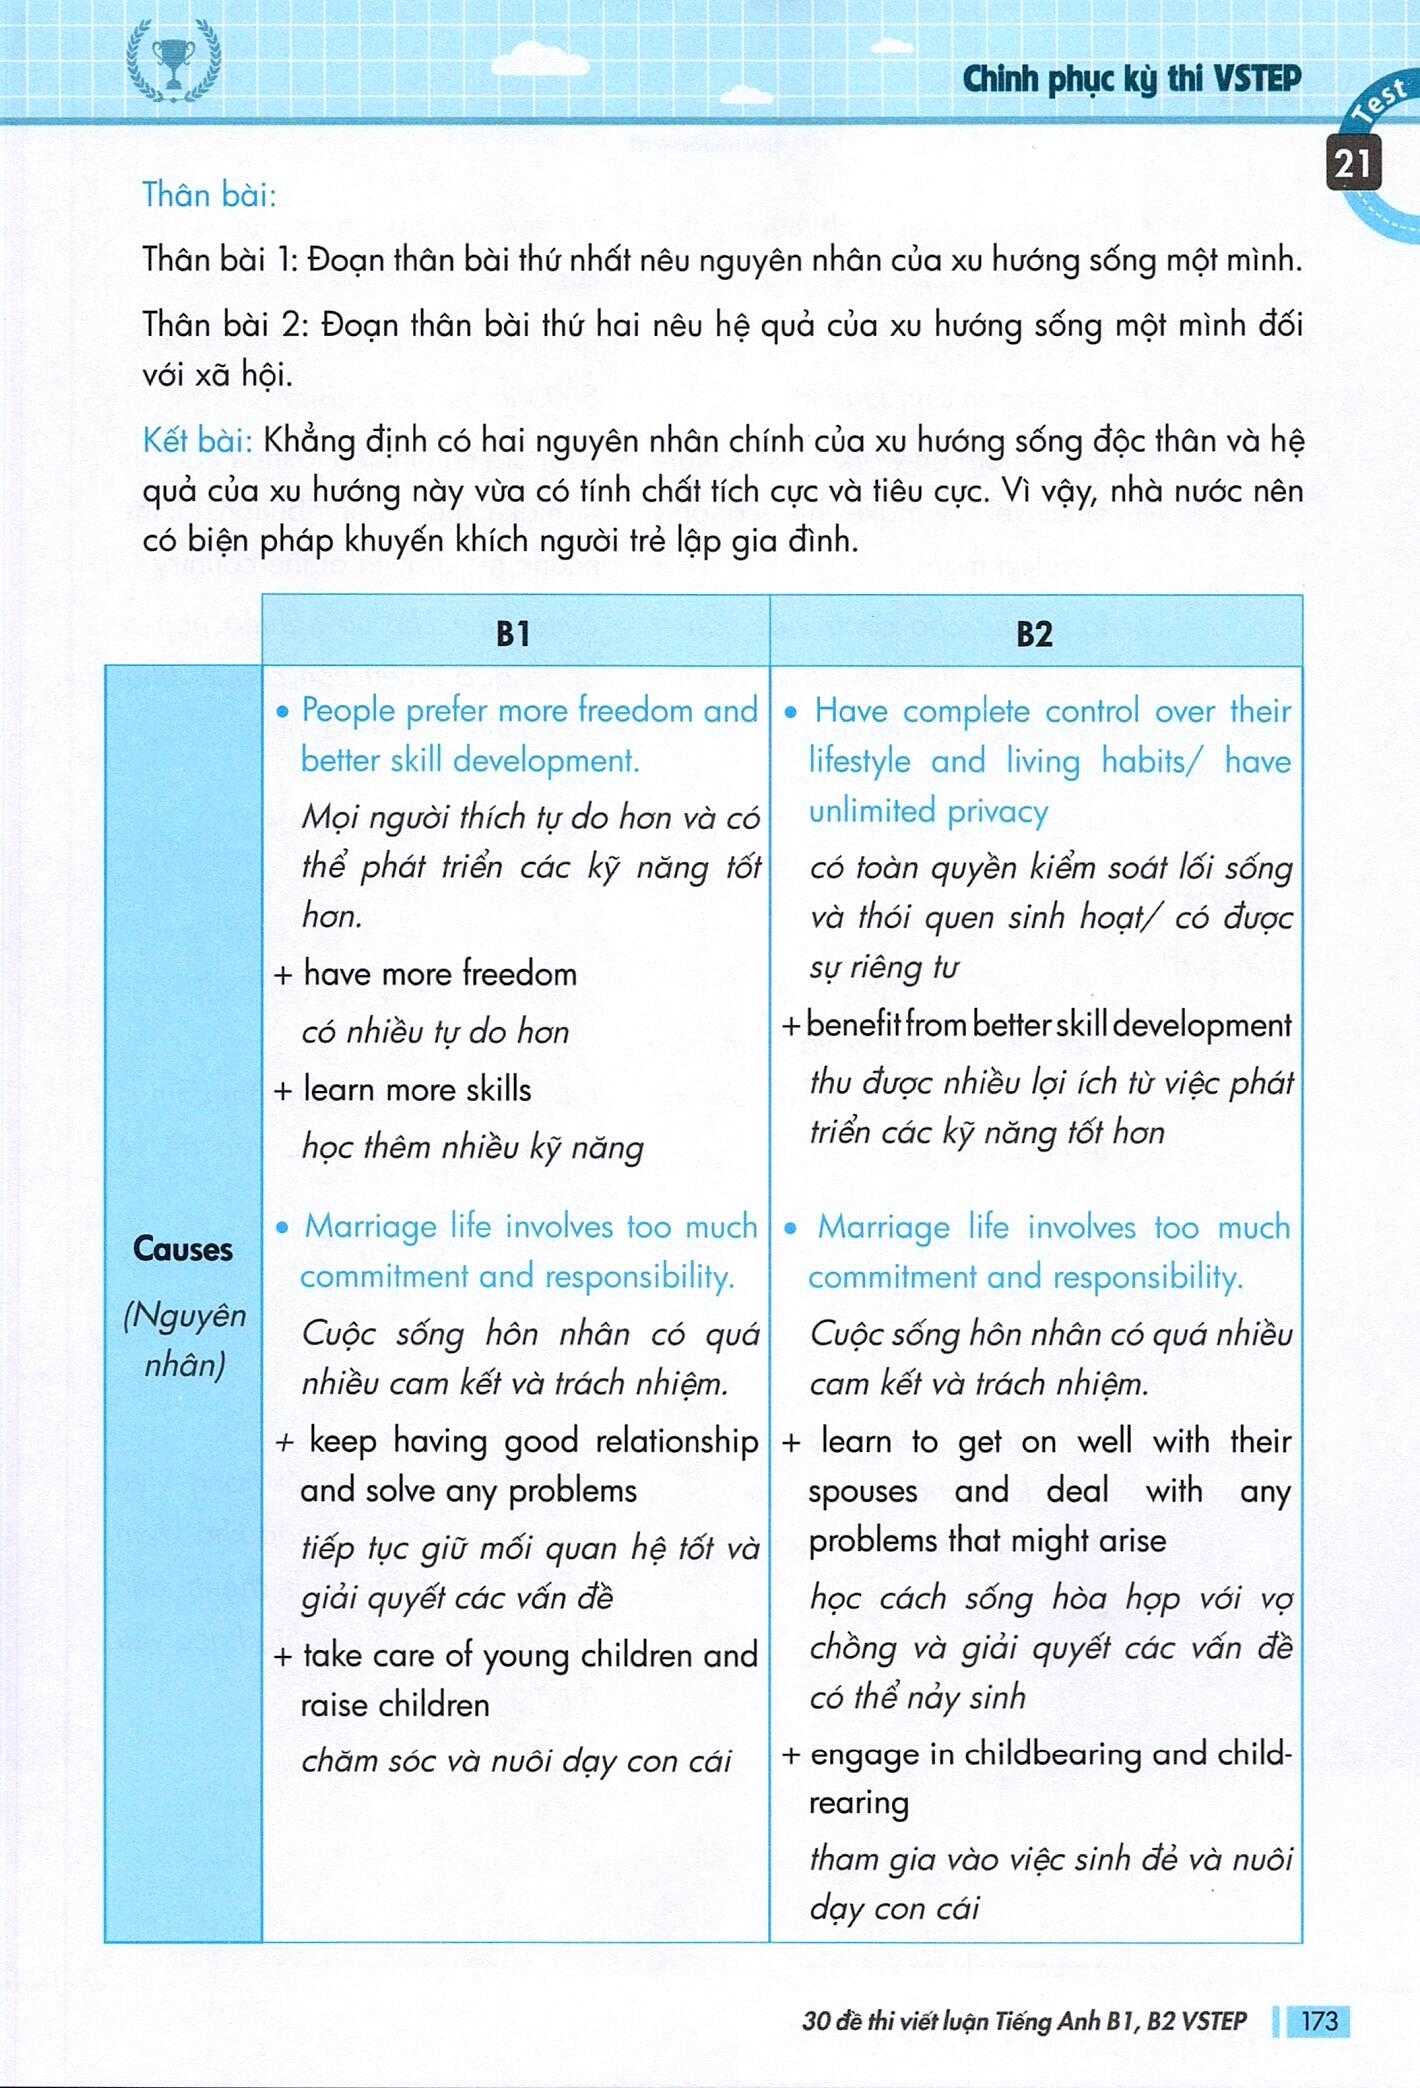 Chinh phục kỳ thi VSTEP
Test
21
Thân bài:
Thân bài 1: Đoạn thân bài thứ nhất nêu nguyên nhân của xu hướng sống một mình.
Thân bài 2: Đoạn thân bài thứ hai nêu hệ quả của xu hướng sống một mình đối
với xã hội.
Kết bài: Khẳng định có hai nguyên nhân chính của xu hướng sống độc thân và hệ
quả của xu hướng này vừa có tính chất tích cực và tiêu cực. Vì vậy, nhà nước nên
có biện pháp khuyến khích người trẻ lập gia đình.
B1
B2
Causes
(Nguyên
nhân)
• People prefer more freedom and
better skill development.
Mọi người thích tự do hơn và có
thể phát triển các kỹ năng tốt
hơn.
+ have more freedom
có nhiều tự do hơn
+ learn more skills
học thêm nhiều kỹ năng
• Marriage life involves too much
commitment and responsibility.
Cuộc sống hôn nhân có quá
nhiều cam kết và trách nhiệm.
+ keep having good relationship
and solve any problems
tiếp tục giữ mối quan hệ tốt và
giải quyết các vấn đề
+ take care of young children and
raise children
chăm sóc và nuôi dạy con cái
• Have complete control over their
lifestyle and living habits/ have
unlimited privacy
có toàn quyền kiểm soát lối sống
và thói quen sinh hoạt/ có được
sự riêng tư
+ benefit from better skill development
thu được nhiều lợi ích từ việc phát
triển các kỹ năng tốt hơn
• Marriage life involves too much
commitment and responsibility.
Cuộc sống hôn nhân có quá nhiều
cam kết và trách nhiệm.
+ learn to get on well with their
spouses and deal with any
problems that might arise
học cách sống hòa hợp với vợ
chồng và giải quyết các vấn đề
có thể nảy sinh
+ engage in childbearing and child-
rearing
tham gia vào việc sinh đẻ và nuôi
dạy con cái
30 đề thi viết luận Tiếng Anh B1, B2 VSTEP
173